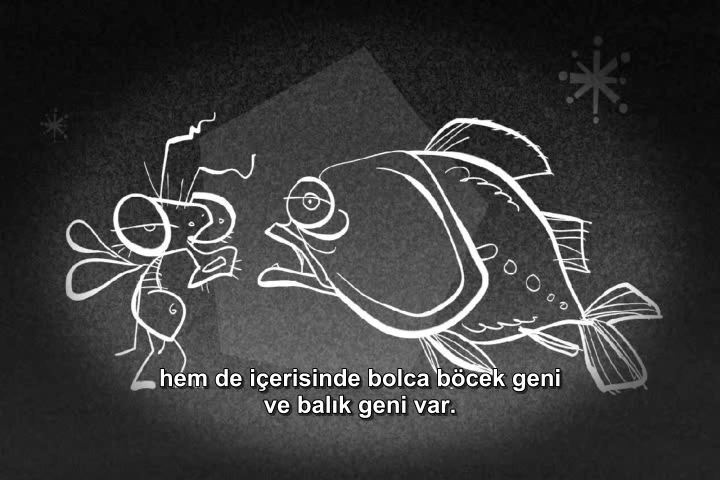 hem de içerisinde bolca böcek geni
ve balık geni var.